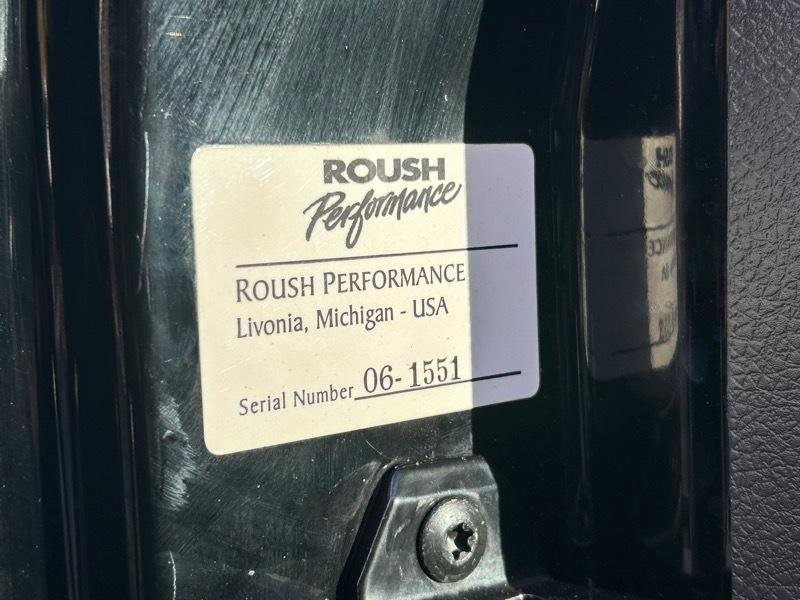 ROUSH
Performance
ROUSH PERFORMANCE
Livonia, Michigan - USA
Serial Number 06-1551